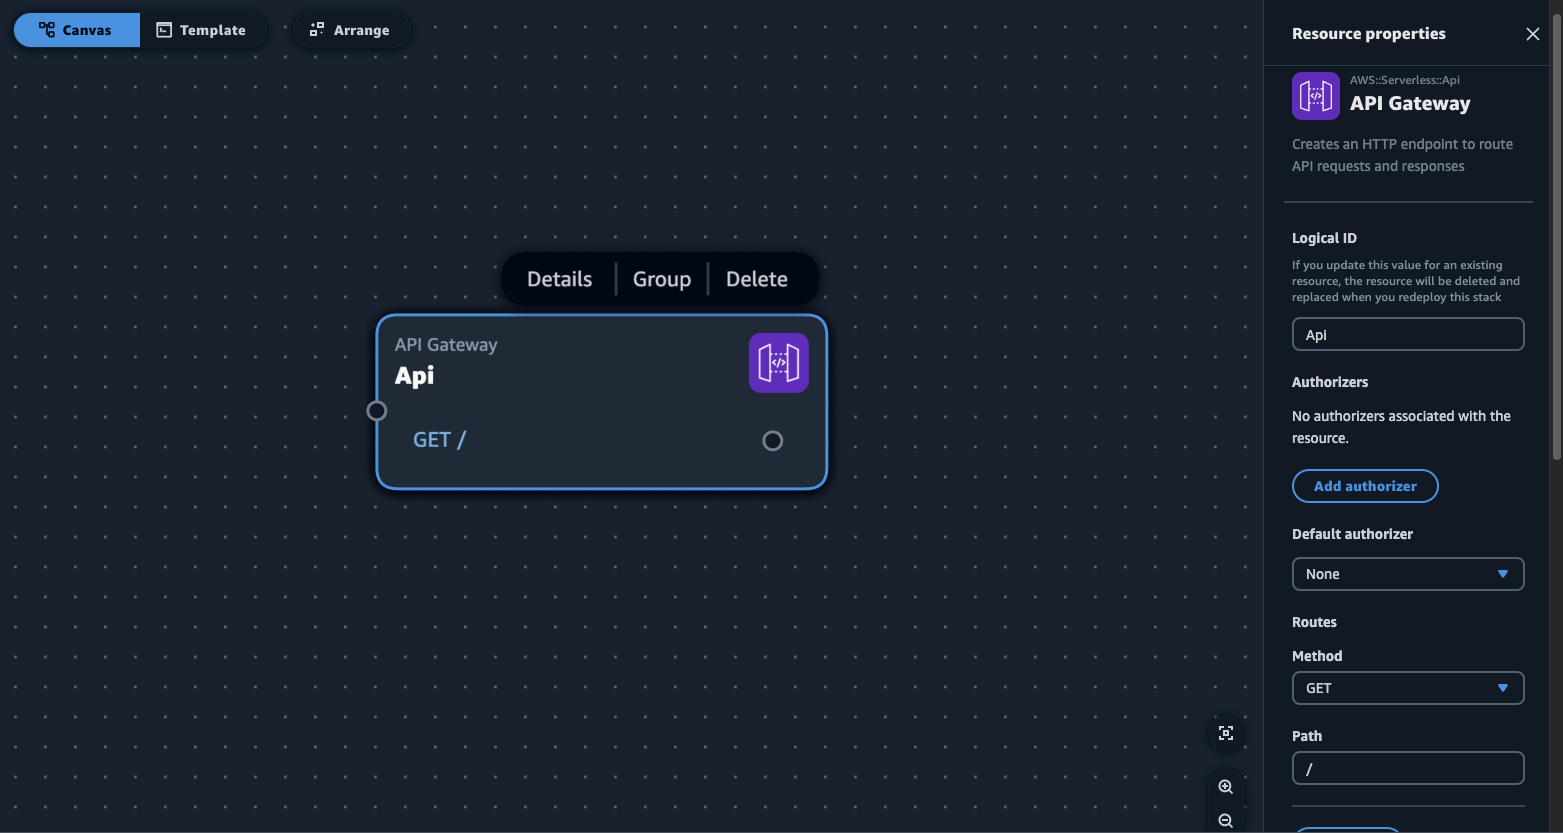 Canvas
Template
Arrange
Details
Group
Delete
API Gateway
Api
GET /
Resource properties
AWS::Serverless::Api
API Gateway
Creates an HTTP endpoint to route
API requests and responses
Logical ID
If you update this value for an existing
resource, the resource will be deleted and
replaced when you redeploy this stack
Api
Authorizers
No authorizers associated with the
resource.
Add authorizer
Default authorizer
None
Routes
Method
GET
Path
/